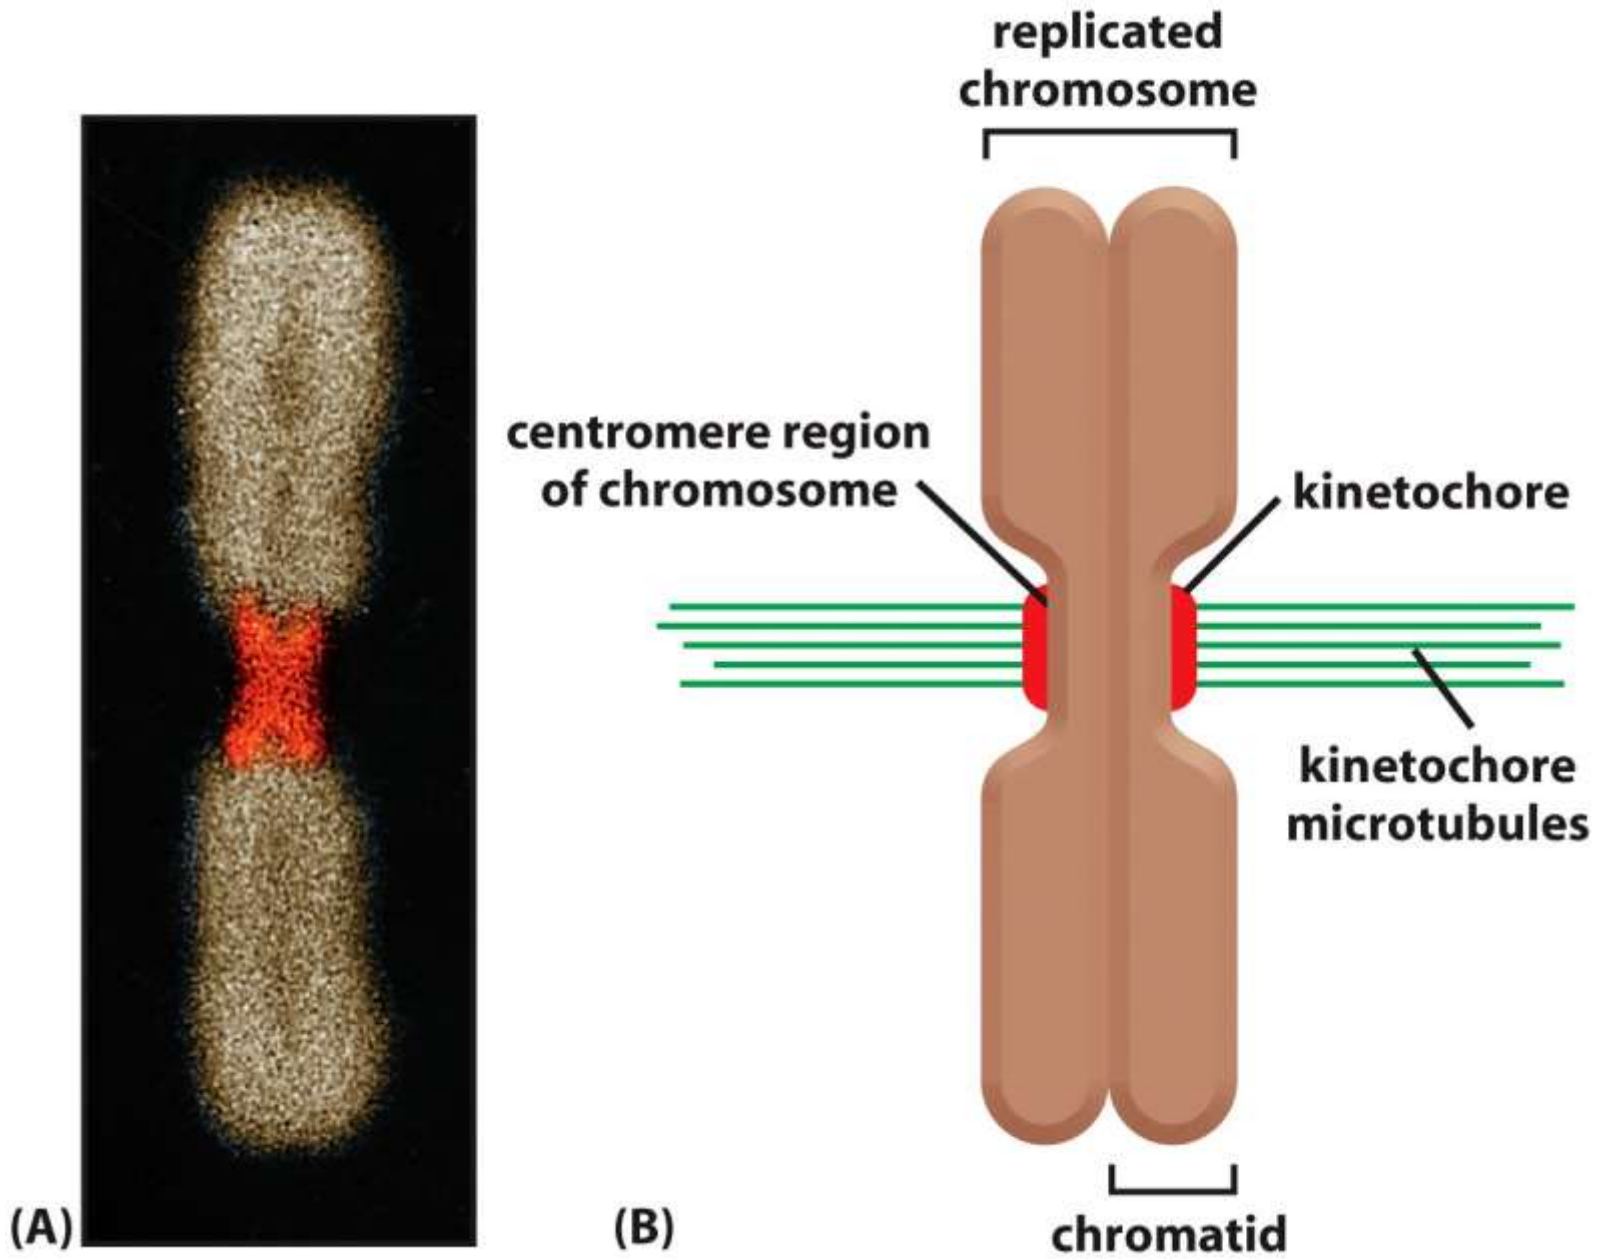 replicated
chromosome
centromere region
of chromosome
kinetochore
kinetochore
microtubules
(A)
(B)
chromatid